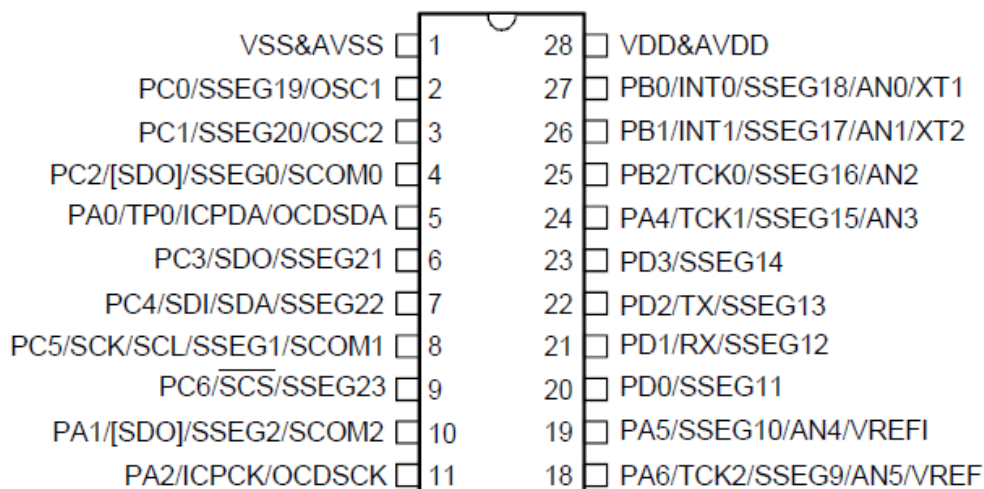 VSS&AVSS 1 28 VDD&AVDD
PC0/SSEG19/OSC1 2 27 PB0/INT0/SSEG18/AN0/XT1
PC1/SSEG20/OSC2 3 26 PB1/INT1/SSEG17/AN1/XT2
PC2/[SDO]/SSEG0/SCOM0 4 25 PB2/TCK0/SSEG16/AN2
PA0/TP0/ICPDA/OCDSDA 5 24 PA4/TCK1/SSEG15/AN3
PC3/SDO/SSEG21 6 23 PD3/SSEG14
PC4/SDI/SDA/SSEG22 7 22 PD2/TX/SSEG13
PC5/SCK/SCL/SSEG1/SCOM1 8 21 PD1/RX/SSEG12
PC6/SCS/SSEG23 9 20 PD0/SSEG11
PA1/[SDO]/SSEG2/SCOM2 10 19 PA5/SSEG10/AN4/VREFI
PA2/ICPCK/OCDSCK 11 18 PA6/TCK2/SSEG9/AN5/VREF